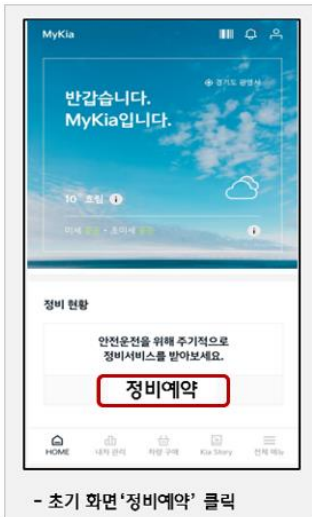 MyKia
경기도 광명시
반갑습니다.
MyKia입니다.
10° 흐림
미세 좋음 · 초미세 좋음
정비 현황
안전운전을 위해 주기적으로
정비서비스를 받아보세요.
정비예약
HOME 내차 관리 차량 구매 Kia Story 전체 메뉴
- 초기 화면 '정비예약' 클릭